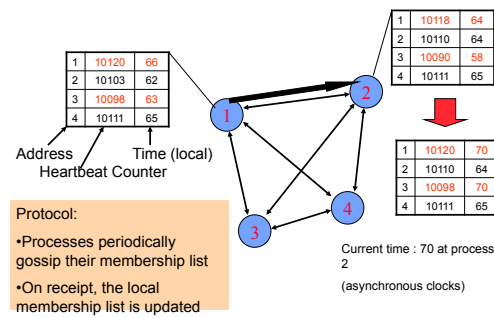 1 10120 66
2 10103 62
3 10098 63
4 10111 65
Address
Heartbeat Counter
Time (local)
1 10118 64
2 10110 64
3 10090 58
4 10111 65
1
2
3
4
1 10120 70
2 10110 64
3 10098 70
4 10111 65
Protocol:
•Processes periodically
gossip their membership list
•On receipt, the local
membership list is updated
Current time : 70 at process
2
(asynchronous clocks)